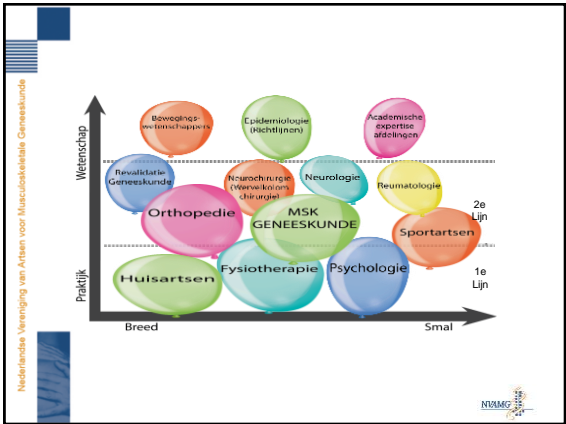 Nederlandse Vereniging van Artsen voor Musculoskeletale Geneeskunde
Wetenschap
Praktijk
Bewegings-
wetenschappers
Epidemiologie
(Richtlijnen)
Academische
expertise
afdelingen
Revalidatie
Geneeskunde
Neurochirurgie
(Wervelkolom
chirurgie)
Neurologie
Reumatologie
2e
Lijn
Orthopedie
MSK
GENEESKUNDE
Sportartsen
Huisartsen
Fysiotherapie
Psychologie
1e
Lijn
Breed
Smal
NVAMG